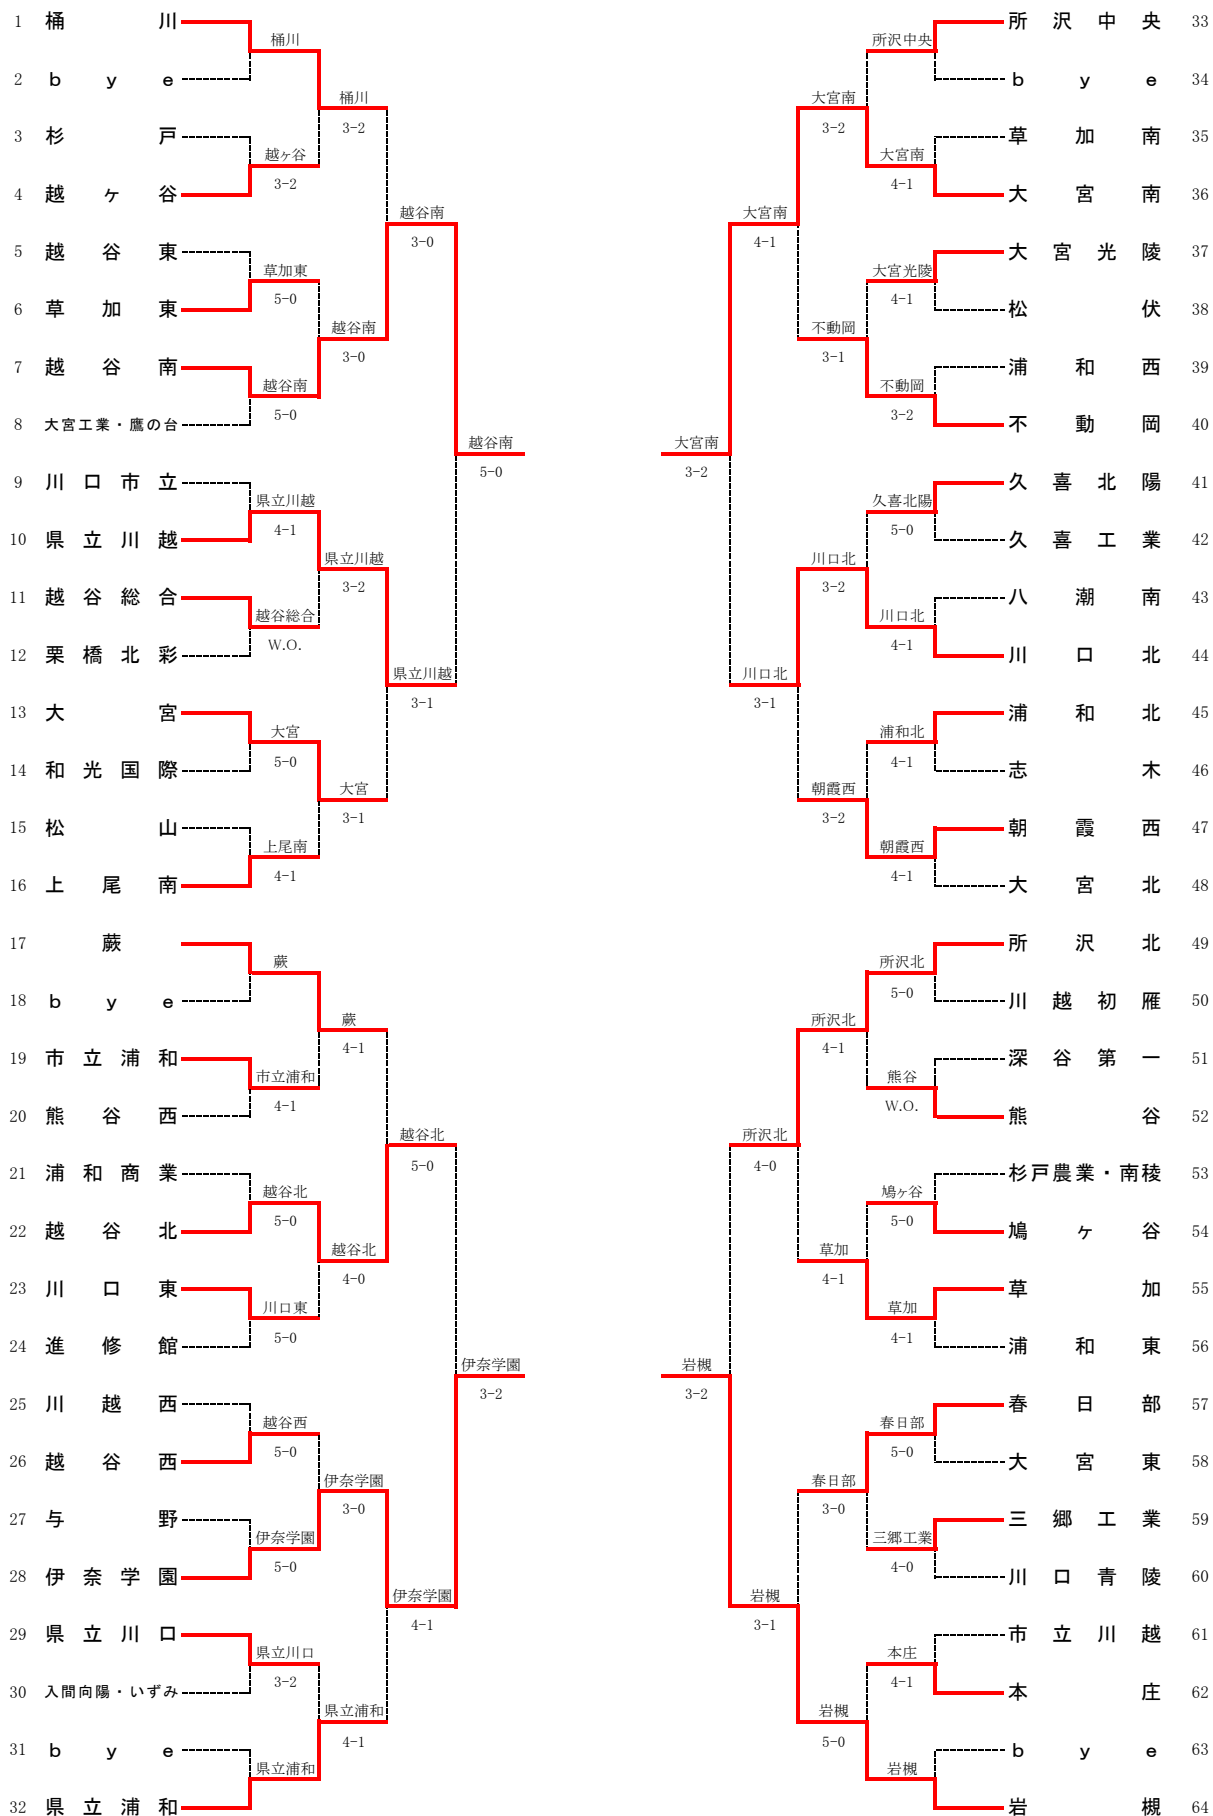 1 桶川
2 bye
3 杉戸
4 越ヶ谷
5 越谷東
6 草加東
7 越谷南
8 大宮工業・鷹の台
9 川口市立
10 県立川越
11 越谷総合
12 栗橋北彩
13 大宮
14 和光国際
15 松山
16 上尾南
17 蕨
18 bye
19 市立浦和
20 熊谷西
21 浦和商業
22 越谷北
23 川口東
24 進修館
25 川越西
26 越谷西
27 与野
28 伊奈学園
29 県立川口
30 入間向陽・いずみ
31 bye
32 県立浦和
桶川
越ヶ谷
3-2
草加東
5-0
越谷南
5-0
県立川越
4-1
越谷総合
W.O.
大宮
5-0
上尾南
4-1
蕨
市立浦和
4-1
越谷北
5-0
川口東
5-0
越谷西
5-0
伊奈学園
5-0
県立川口
3-2
県立浦和
桶川
3-2
越谷南
3-0
県立川越
3-2
大宮
3-1
蕨
4-1
越谷北
4-0
伊奈学園
3-0
県立浦和
4-1
越谷南
3-0
県立川越
3-1
越谷北
5-0
伊奈学園
4-1
越谷南
5-0
伊奈学園
3-2
大宮南
3-2
岩槻
3-2
大宮南
4-1
川口北
3-1
所沢北
4-0
岩槻
3-1
大宮南
3-2
不動岡
3-1
川口北
3-2
朝霞西
3-2
所沢北
4-1
草加
4-1
春日部
3-0
岩槻
5-0
所沢中央
大宮南
4-1
大宮光陵
4-1
不動岡
3-2
久喜北陽
5-0
川口北
4-1
浦和北
4-1
朝霞西
4-1
所沢北
5-0
熊谷
W.O.
鳩ヶ谷
5-0
草加
4-1
春日部
5-0
三郷工業
4-0
本庄
4-1
岩槻
所沢中央 33
bye 34
草加南 35
大宮南 36
大宮光陵 37
松伏 38
浦和西 39
不動岡 40
久喜北陽 41
久喜工業 42
八潮南 43
川口北 44
浦和北 45
志木 46
朝霞西 47
大宮北 48
所沢北 49
川越初雁 50
深谷第一 51
熊谷 52
杉戸農業・南稜 53
鳩ヶ谷 54
草加 55
浦和東 56
春日部 57
大宮東 58
三郷工業 59
川口青陵 60
市立川越 61
本庄 62
bye 63
岩槻 64